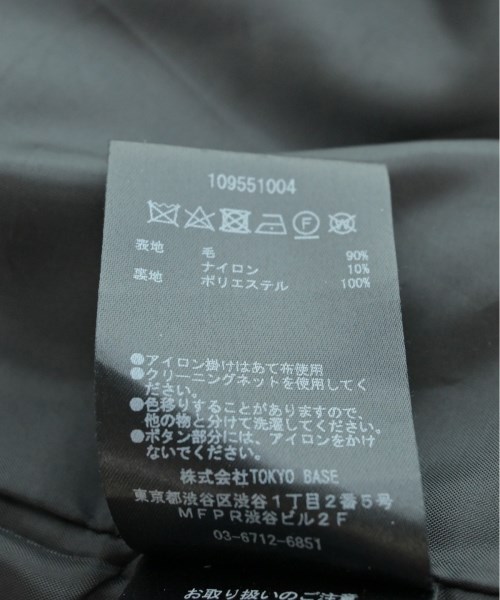 109551004
F W
表地 毛 90%
ナイロン 10%
裏地 ポリエステル 100%
●アイロン掛けはあて布使用
●クリーニングネットを使用してく
ださい。
●色移りすることがありますので、
他の物と分けて洗濯してください。
●ボタン部分には、アイロンをかけ
ないでください。
株式会社TOKYO BASE
東京都渋谷区渋谷1丁目2番5号
MFPR渋谷ビル2F
03-6712-6851
お取り扱いのご注意